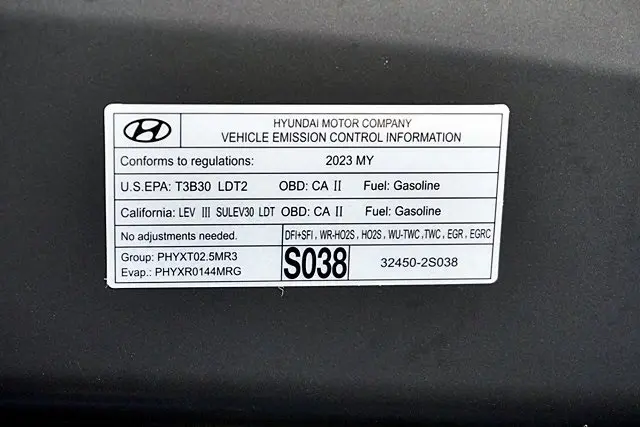 HYUNDAI MOTOR COMPANY
VEHICLE EMISSION CONTROL INFORMATION
Conforms to regulations: 2023 MY
U.S.EPA: T3B30 LDT2 OBD: CA II Fuel: Gasoline
California: LEV III SULEV30 LDT OBD: CA II Fuel: Gasoline
No adjustments needed. DFI+SFI, WR-HO2S, HO2S, WU-TWC, TWC, EGR, EGRC
Group: PHYXT02.5MR3
Evap.: PHYXR0144MRG
S038
32450-2S038